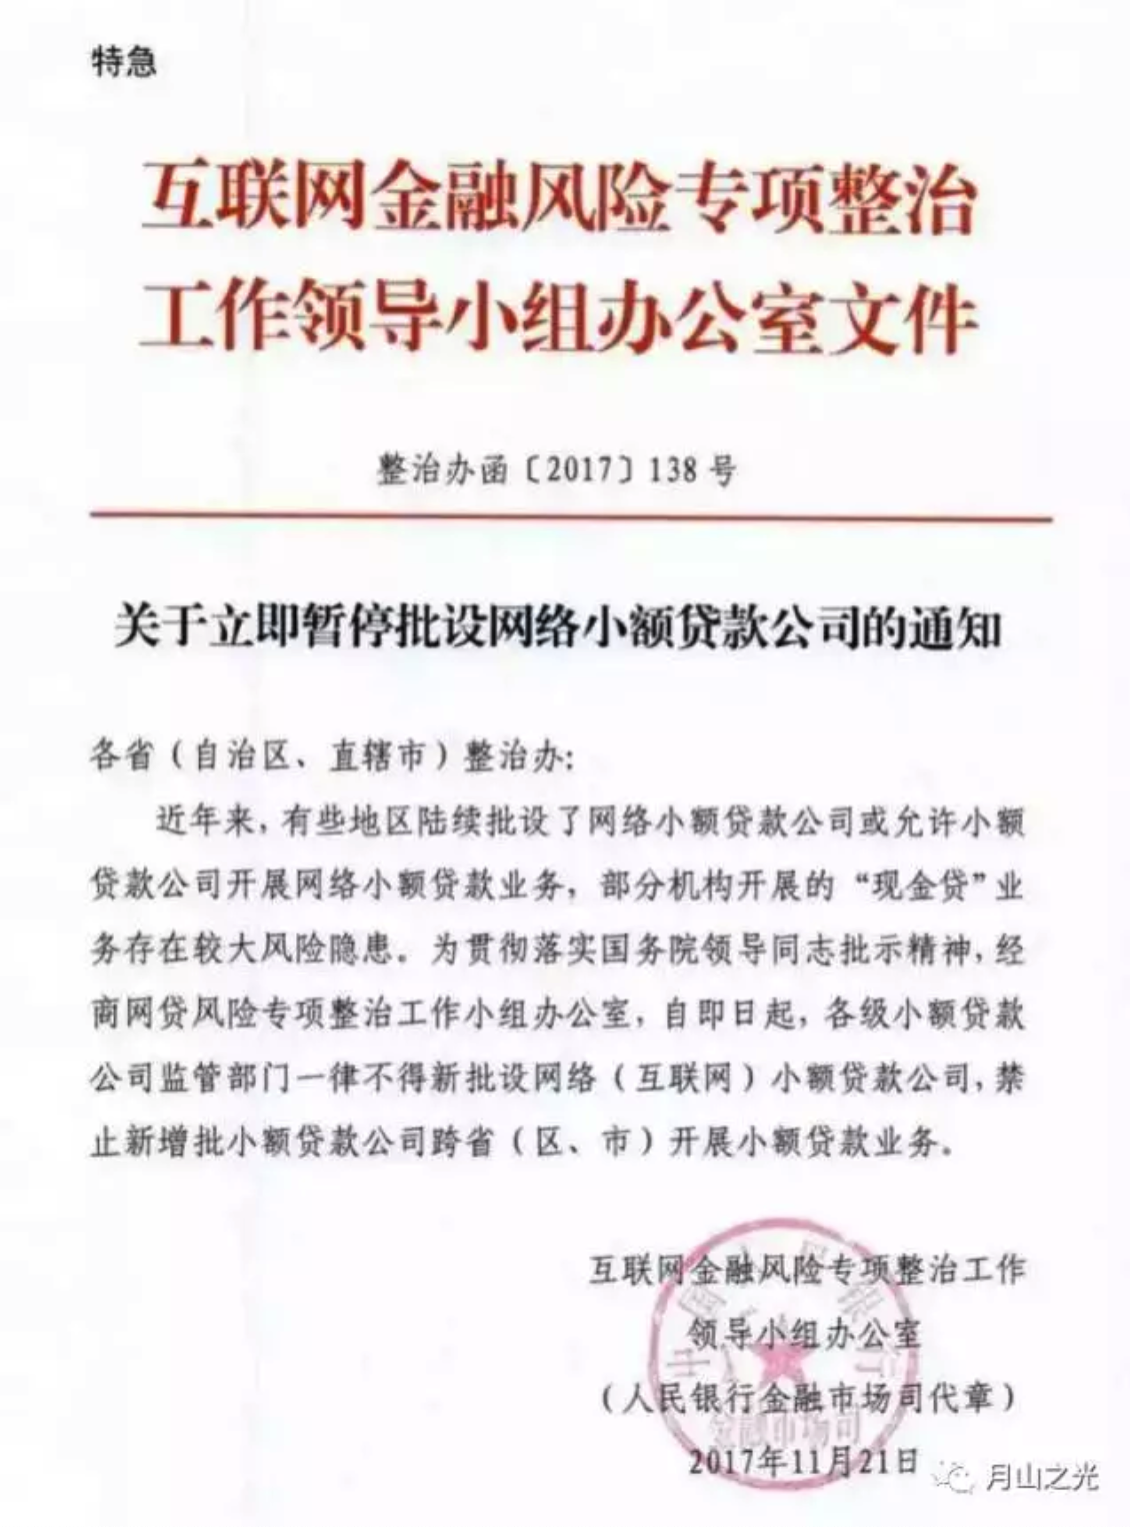 特急
互联网金融风险专项整治
工作领导小组办公室文件
整治办函〔2017〕138 号
关于立即暂停批设网络小额贷款公司的通知
各省（自治区、直辖市）整治办：
近年来，有些地区陆续批设了网络小额贷款公司或允许小额
贷款公司开展网络小额贷款业务，部分机构开展的“现金贷”业
务存在较大风险隐患。为贯彻落实国务院领导同志批示精神，经
商网贷风险专项整治工作小组办公室，自即日起，各级小额贷款
公司监管部门一律不得新批设网络（互联网）小额贷款公司，禁
止新增批小额贷款公司跨省（区、市）开展小额贷款业务。
互联网金融风险专项整治工作
领导小组办公室
（人民银行金融市场司代章）
金融市场司
2017年11月21日
月山之光